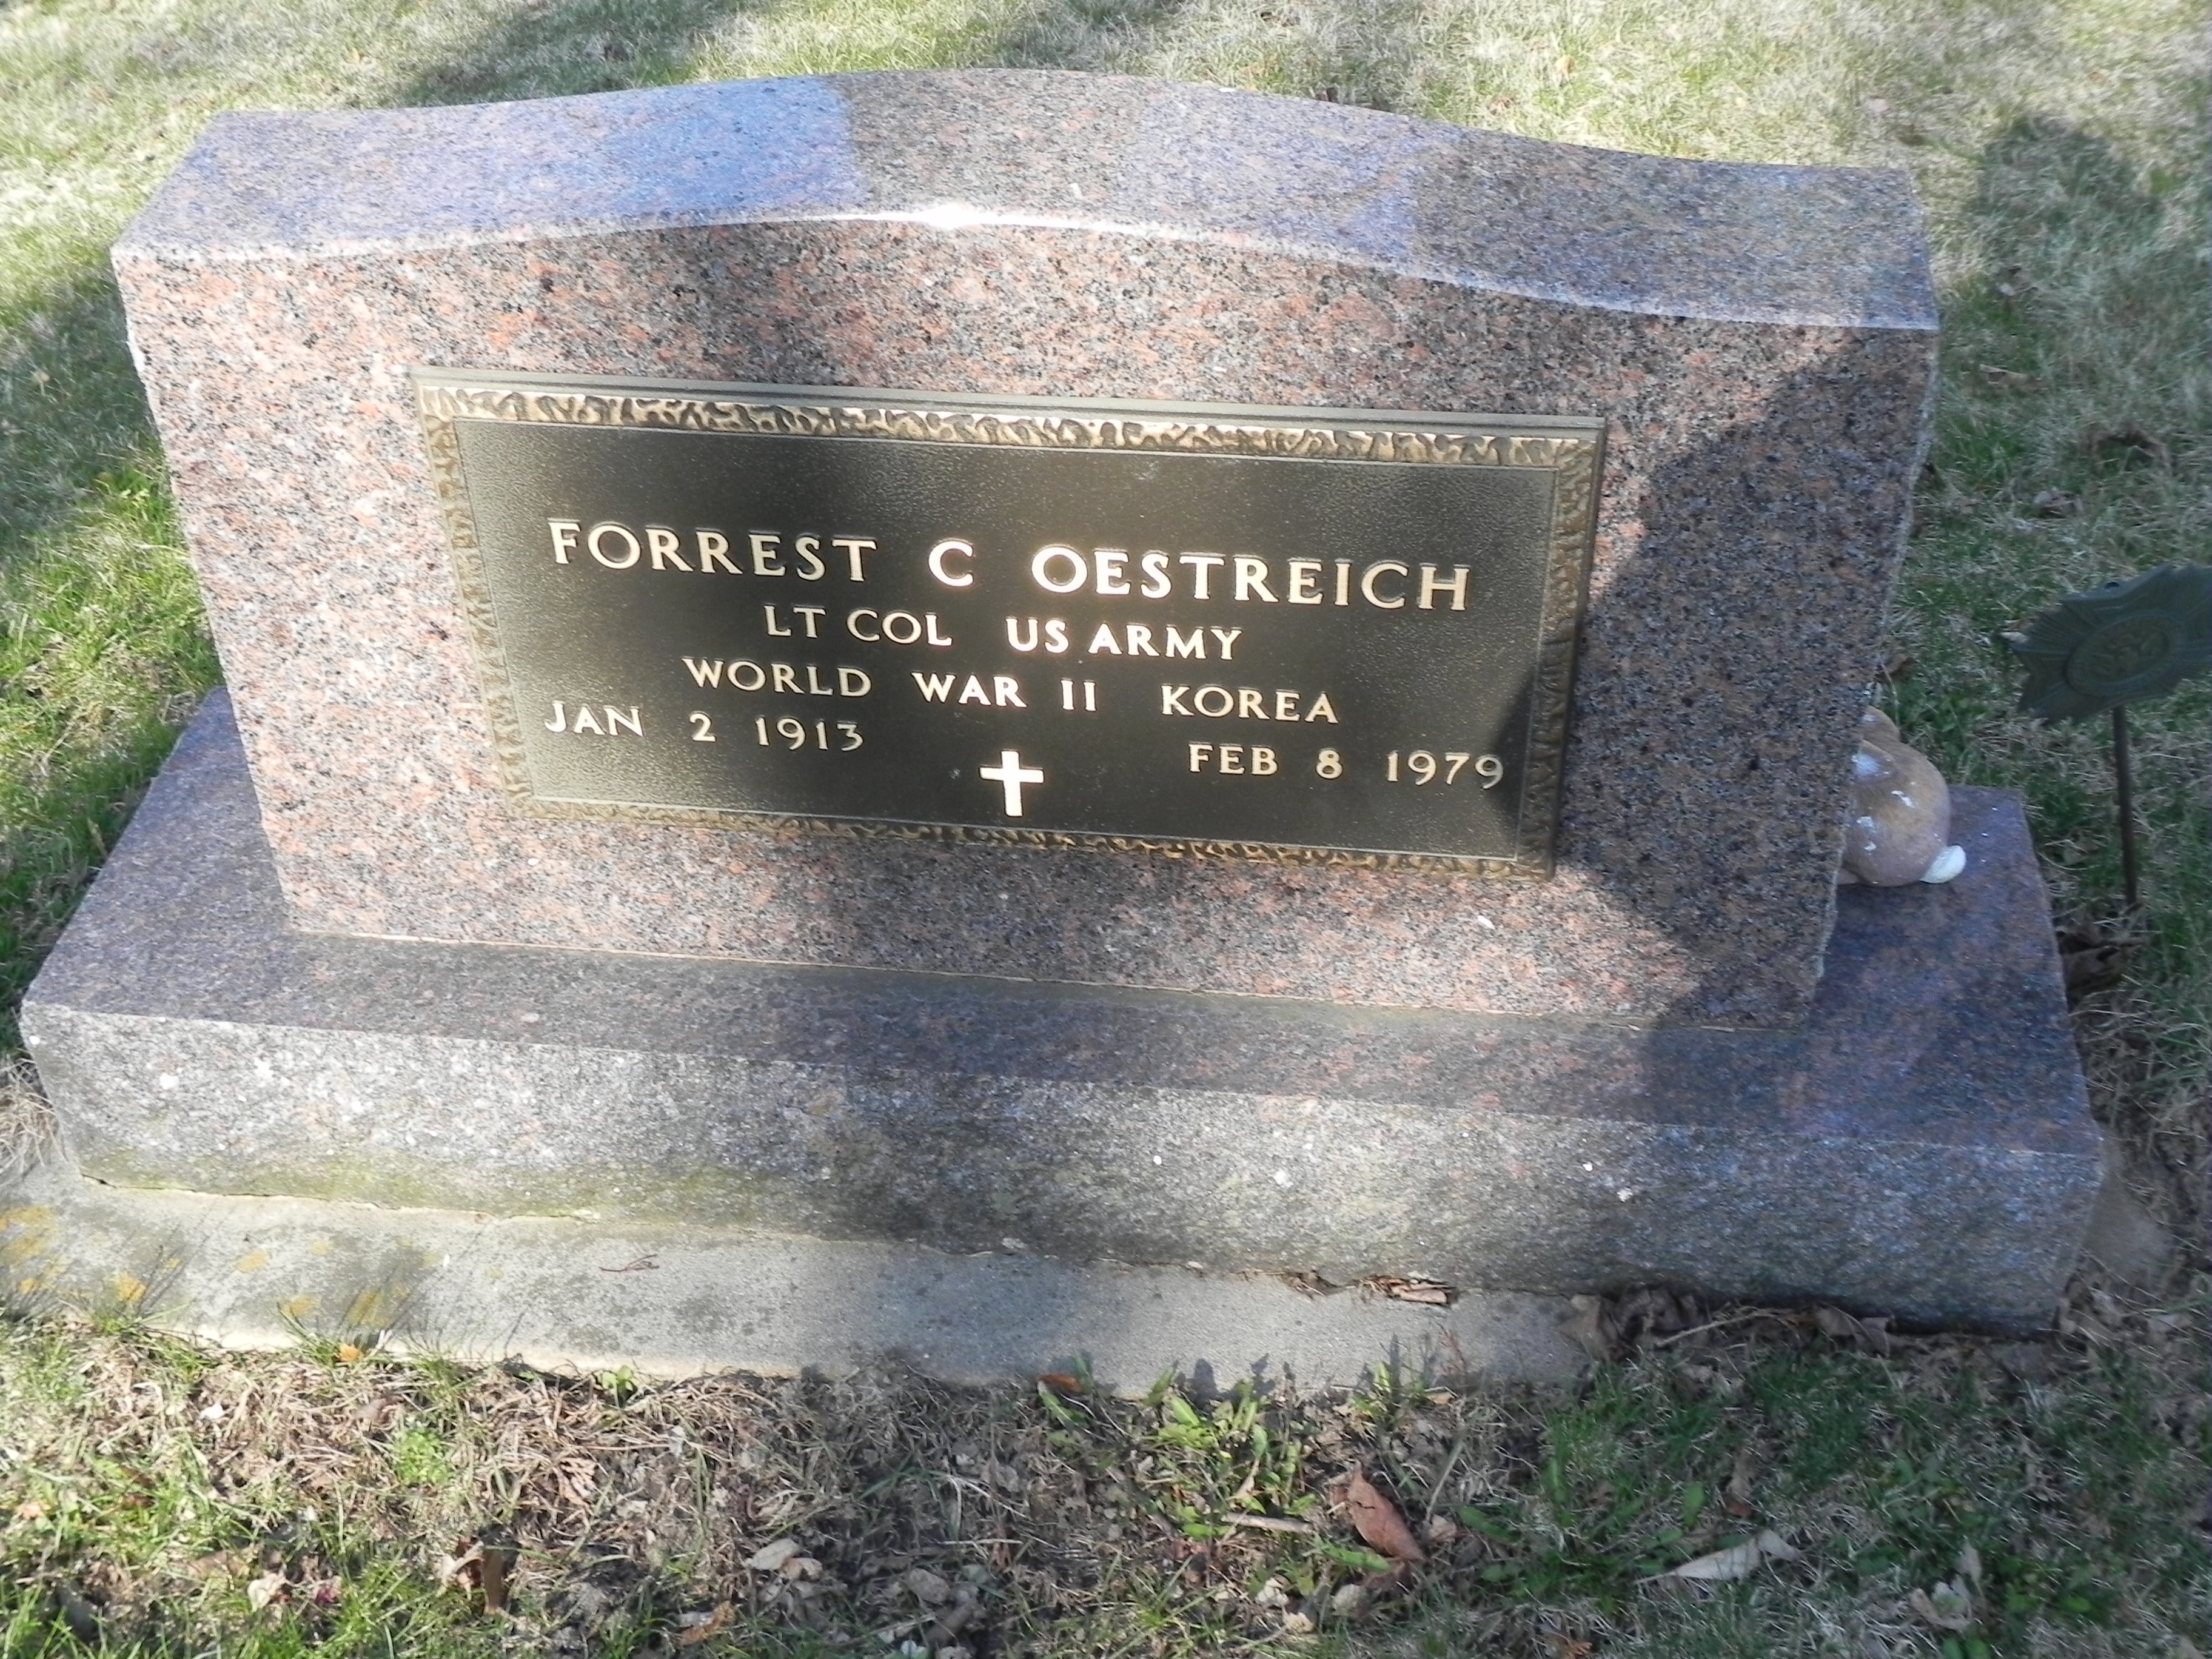 FORREST C OESTREICH
LT COL US ARMY
WORLD WAR II KOREA
JAN 2 1913 FEB 8 1979